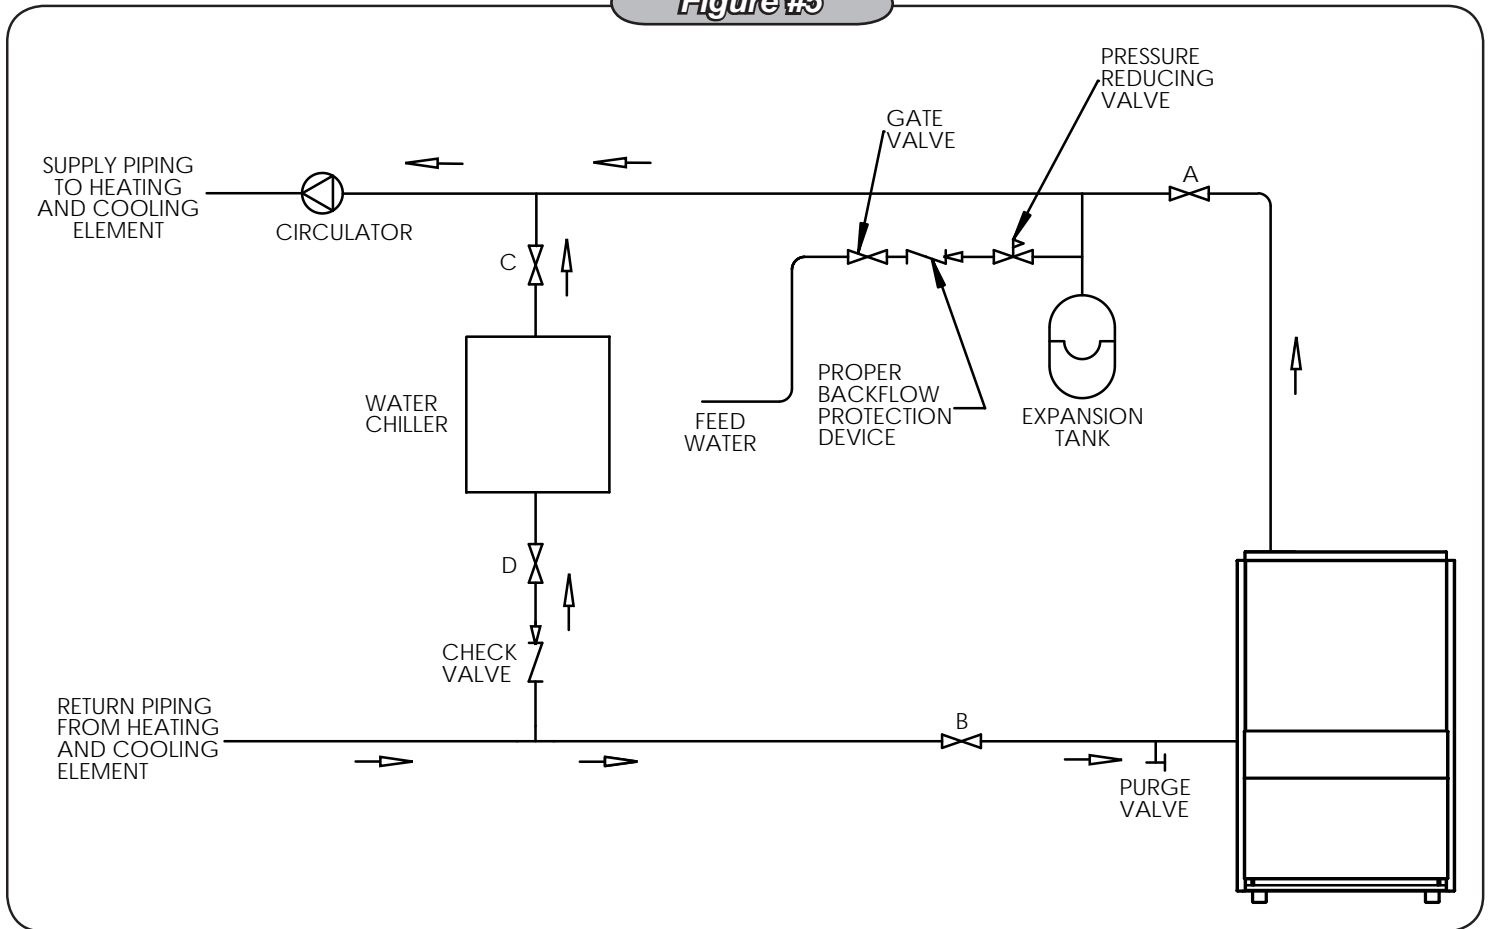 Figure #5
PRESSURE
REDUCING
VALVE
GATE
VALVE
SUPPLY PIPING
TO HEATING
AND COOLING
ELEMENT
A
CIRCULATOR
C
WATER
CHILLER
FEED
WATER
PROPER
BACKFLOW
PROTECTION
DEVICE
EXPANSION
TANK
D
CHECK
VALVE
RETURN PIPING
FROM HEATING
AND COOLING
ELEMENT
B
PURGE
VALVE